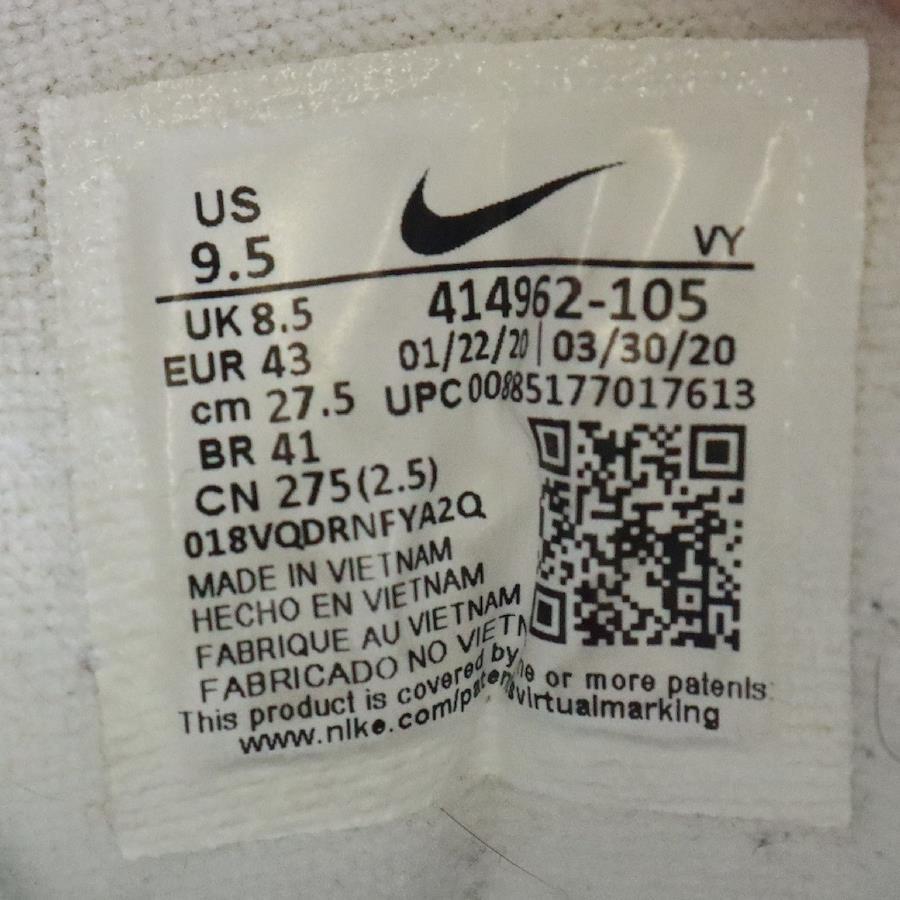 US
9.5
VY
UK 8.5
EUR 43
cm 27.5
BR 41
CN 275(2.5)
414962-105
01/22/20 | 03/30/20
UPC 00885177017613
018VQDRNFYA2Q
MADE IN VIETNAM
HECHO EN VIETNAM
FABRIQUE AU VIETNAM
FABRICADO NO
This product is covered by or more patents:
www.nike.com/patents/virtualmarking